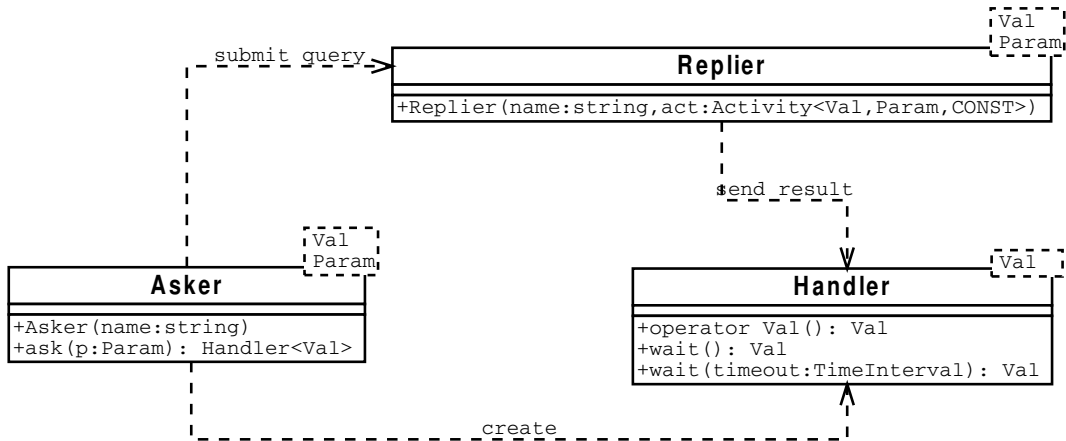 Val
Param
submit query
Replier
+Replier(name:string,act:Activity<Val,Param,CONST>)
send result
Val
Param
Asker
+Asker(name:string)
+ask(p:Param): Handler<Val>
Val
Handler
+operator Val(): Val
+wait(): Val
+wait(timeout:TimeInterval): Val
create